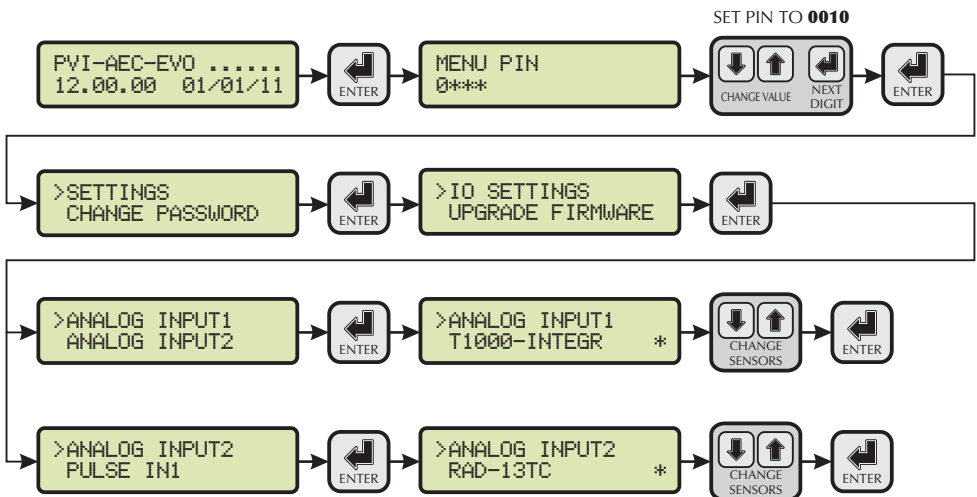 SET PIN TO 0010
PVI-AEC-EVO ......
12.00.00 01/01/11
ENTER
MENU PIN
0***
CHANGE VALUE
NEXT
DIGIT
ENTER
>SETTINGS
CHANGE PASSWORD
ENTER
>IO SETTINGS
UPGRADE FIRMWARE
ENTER
>ANALOG INPUT1
ANALOG INPUT2
ENTER
>ANALOG INPUT1
T1000-INTEGR *
CHANGE
SENSORS
ENTER
>ANALOG INPUT2
PULSE IN1
ENTER
>ANALOG INPUT2
RAD-13TC *
CHANGE
SENSORS
ENTER